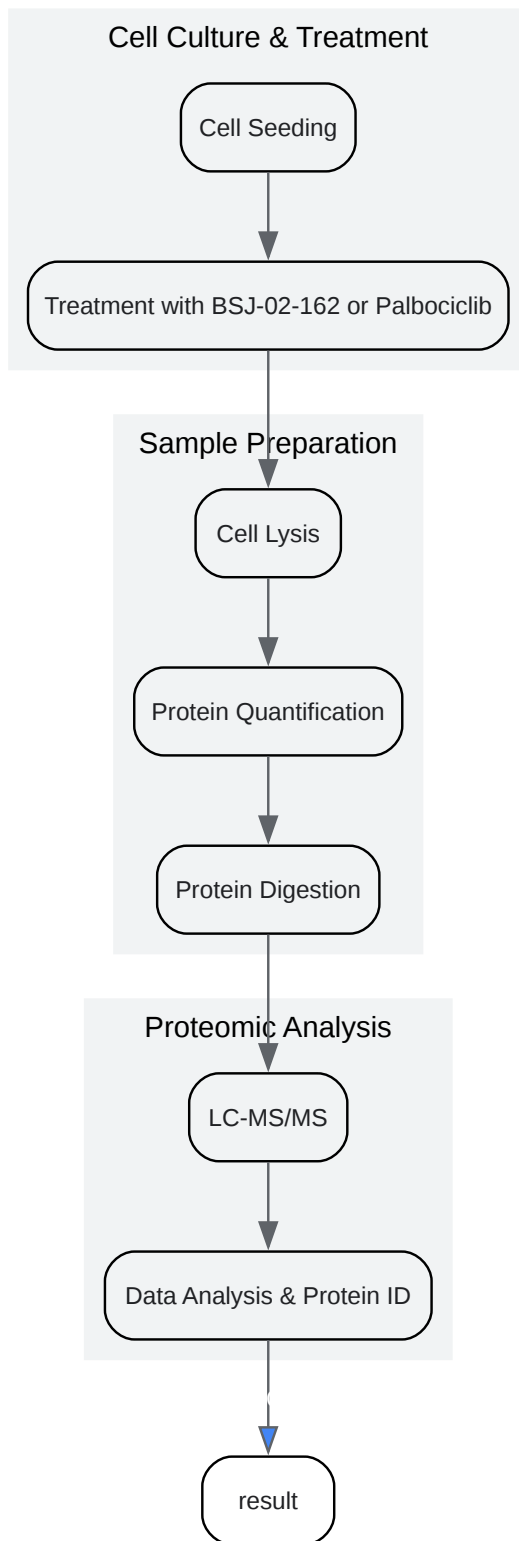 Cell Culture & Treatment
Cell Seeding
Treatment with BSJ-02-162 or Palbociclib
Sample Preparation
Cell Lysis
Protein Quantification
Protein Digestion
Proteomic Analysis
LC-MS/MS
Data Analysis & Protein ID
result